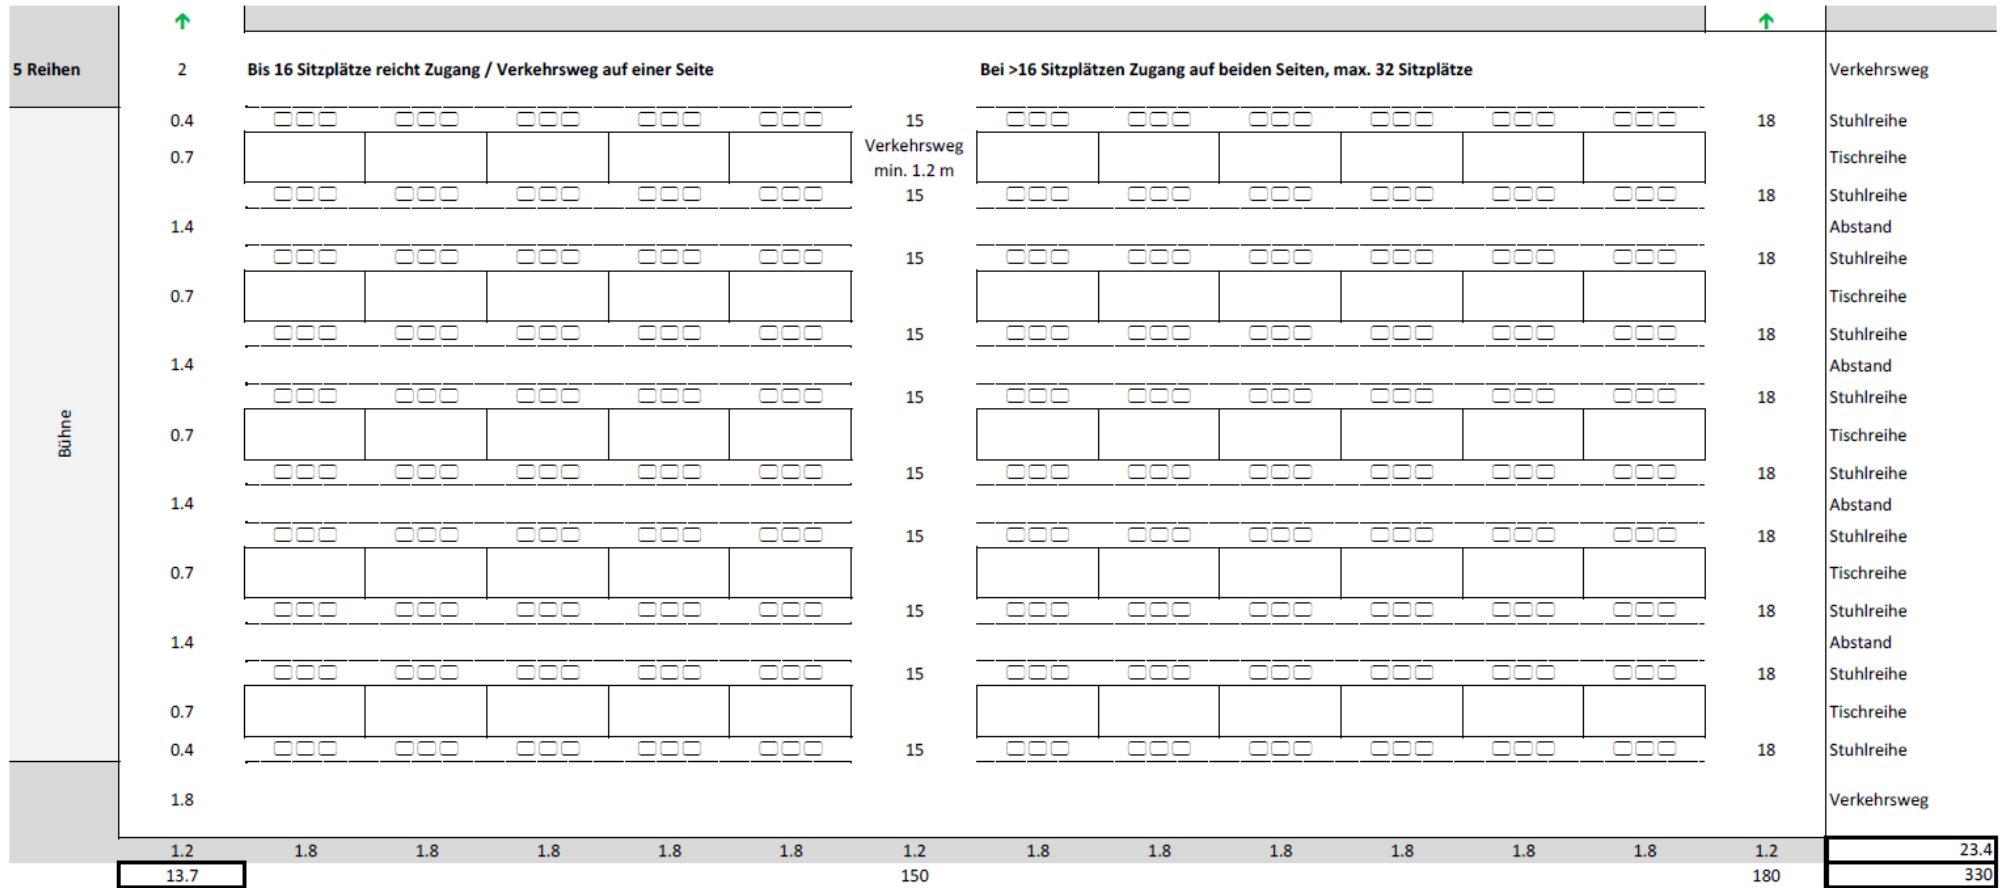 ↑ ↑
5 Reihen 2 Bis 16 Sitzplätze reicht Zugang / Verkehrsweg auf einer Seite Bei >16 Sitzplätzen Zugang auf beiden Seiten, max. 32 Sitzplätze Verkehrsweg
0.4 15 18 Stuhlreihe
Verkehrsweg
0.7 Tischreihe
min. 1.2 m
15 18 Stuhlreihe
1.4 Abstand
15 18 Stuhlreihe
0.7 Tischreihe
15 18 Stuhlreihe
1.4 Abstand
15 18 Stuhlreihe
Bühne 0.7 Tischreihe
15 18 Stuhlreihe
1.4 Abstand
15 18 Stuhlreihe
0.7 Tischreihe
15 18 Stuhlreihe
1.4 Abstand
15 18 Stuhlreihe
0.7 Tischreihe
0.4 15 18 Stuhlreihe
1.8 Verkehrsweg
1.2 1.8 1.8 1.8 1.8 1.8 1.2 1.8 1.8 1.8 1.8 1.8 1.8 1.2 23.4
13.7 150 180 330